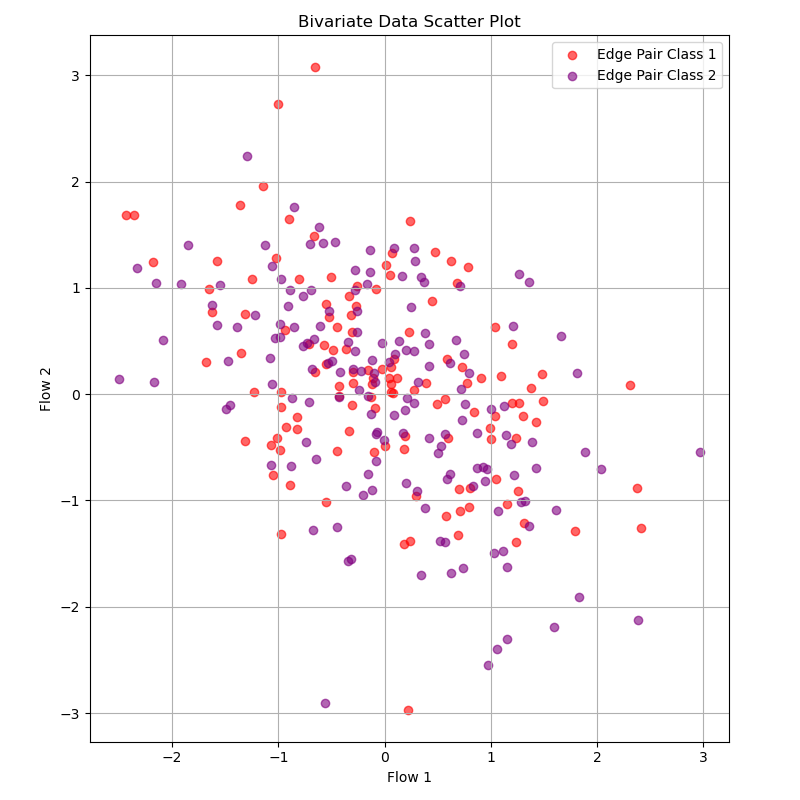 Bivariate Data Scatter Plot
Edge Pair Class 1
Edge Pair Class 2
3
2
1
0
−1
−2
−3
Flow 2
−2
−1
0
1
2
3
Flow 1